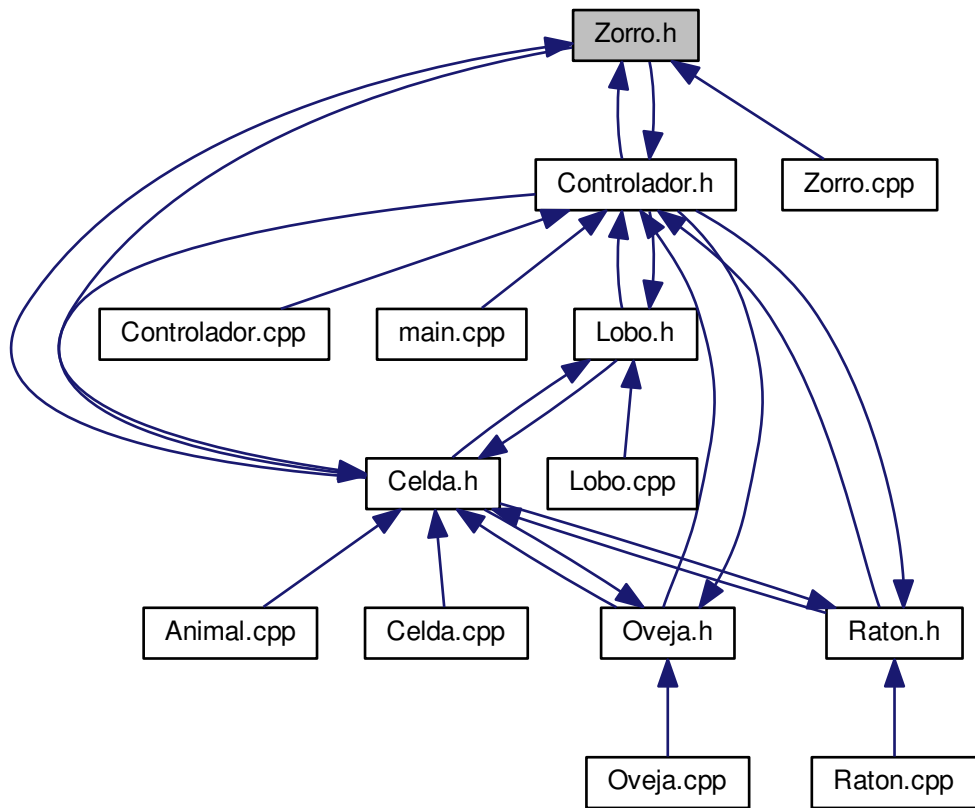 Zorro.h
Controlador.h
Zorro.cpp
Controlador.cpp
main.cpp
Lobo.h
Celda.h
Lobo.cpp
Animal.cpp
Celda.cpp
Oveja.h
Raton.h
Oveja.cpp
Raton.cpp